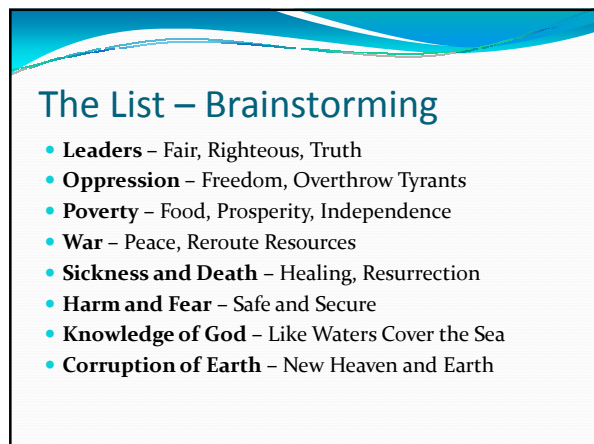 The List – Brainstorming
• Leaders – Fair, Righteous, Truth
• Oppression – Freedom, Overthrow Tyrants
• Poverty – Food, Prosperity, Independence
• War – Peace, Reroute Resources
• Sickness and Death – Healing, Resurrection
• Harm and Fear – Safe and Secure
• Knowledge of God – Like Waters Cover the Sea
• Corruption of Earth – New Heaven and Earth